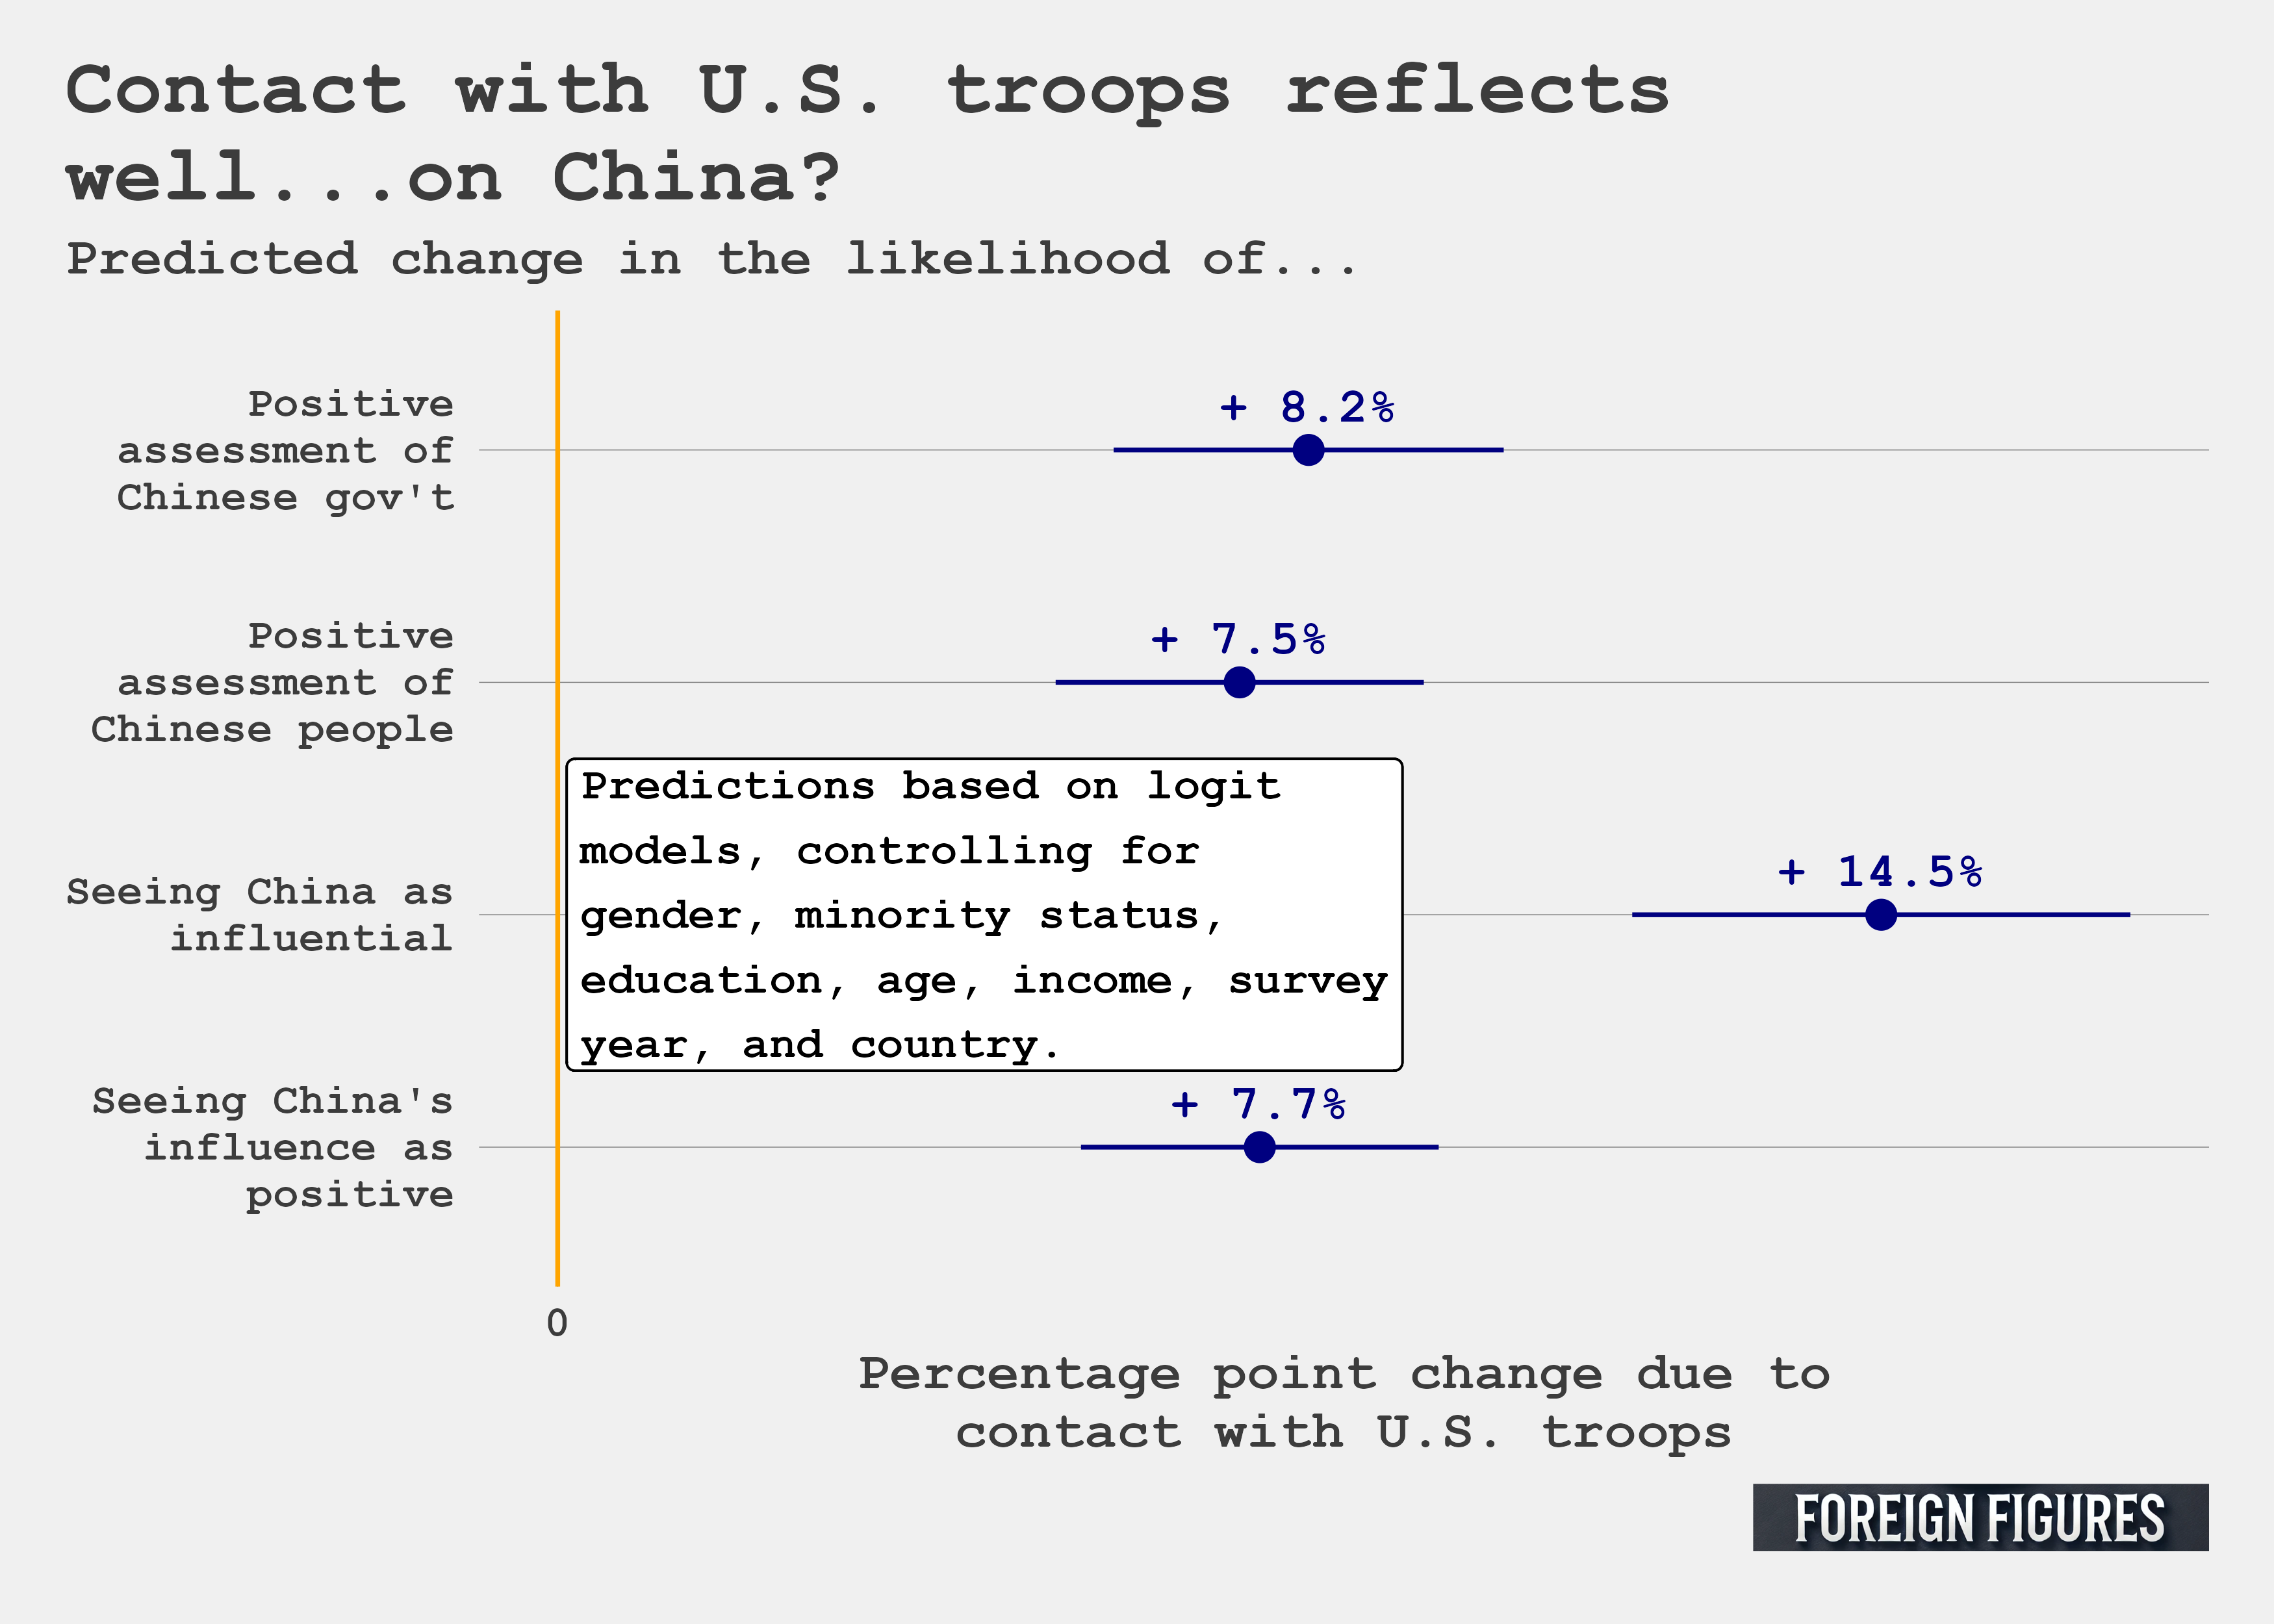 Contact with U.S. troops reflects
well...on China?
Predicted change in the likelihood of...
Positive
assessment of
Chinese gov't
+ 8.2%
Positive
assessment of
Chinese people
+ 7.5%
Predictions based on logit
models, controlling for
gender, minority status,
education, age, income, survey
year, and country.
Seeing China as
influential
+ 14.5%
Seeing China's
influence as
positive
+ 7.7%
0
Percentage point change due to
contact with U.S. troops
FOREIGN FIGURES